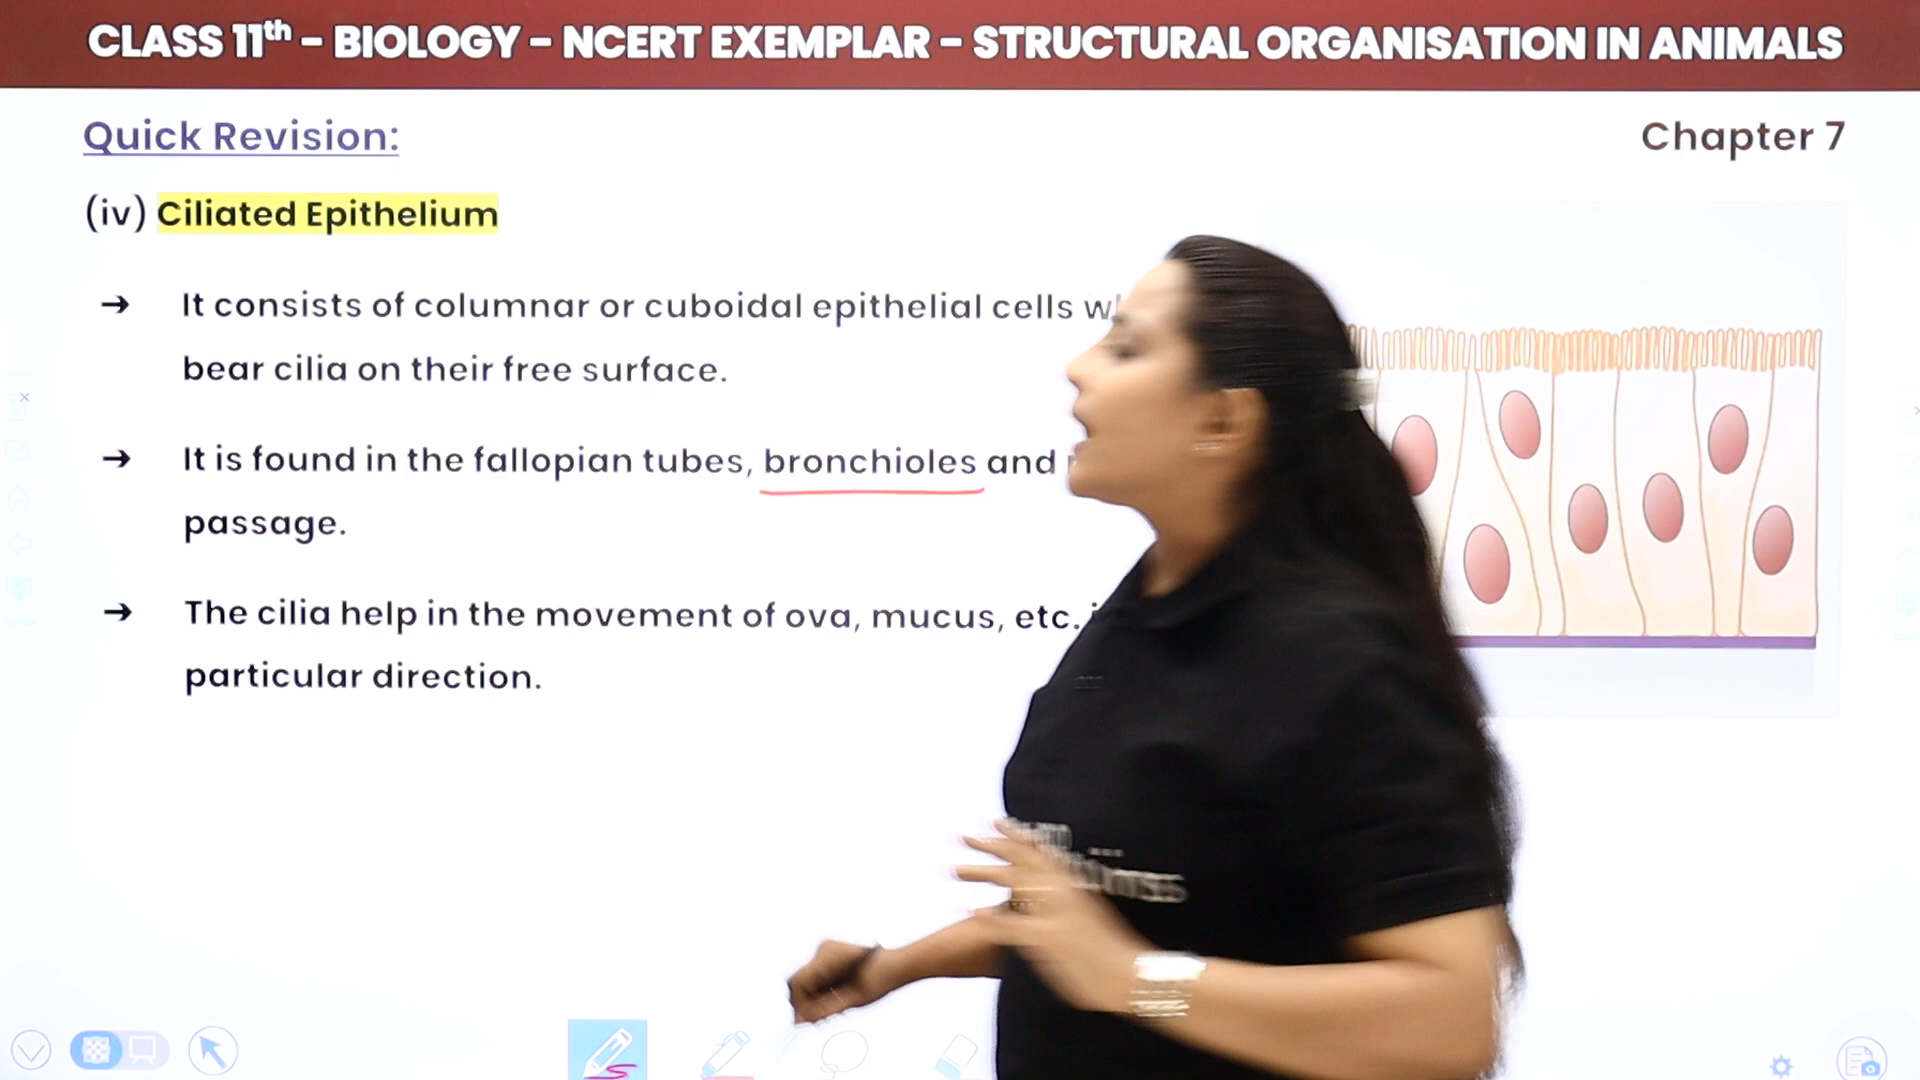 CLASS 11th - BIOLOGY - NCERT EXEMPLAR - STRUCTURAL ORGANISATION IN ANIMALS
Quick Revision:
Chapter 7
(iv) Ciliated Epithelium
→ It consists of columnar or cuboidal epithelial cells
bear cilia on their free surface.
→ It is found in the fallopian tubes, bronchioles and
passage.
→ The cilia help in the movement of ova, mucus, etc.
particular direction.